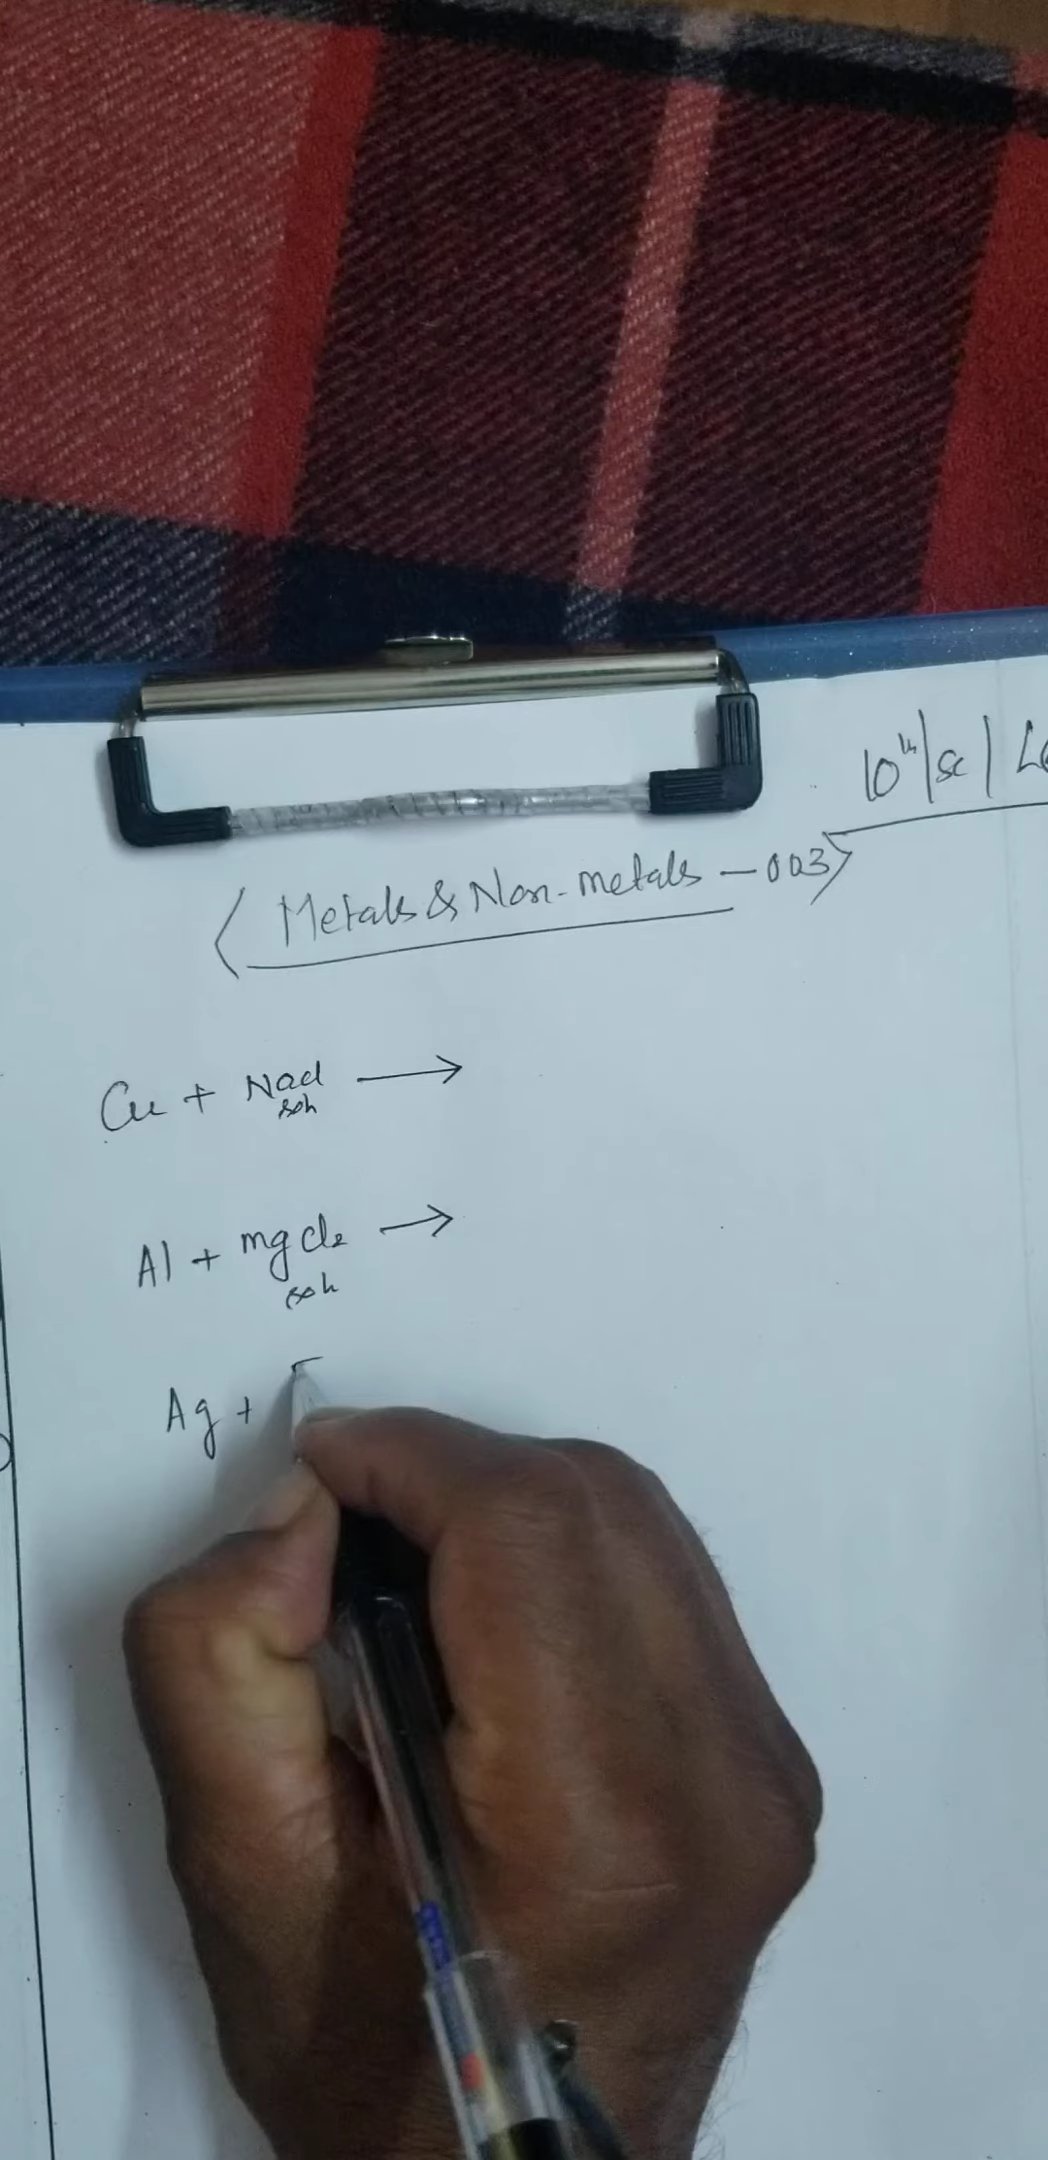 10th/Sc/
Metals & Non-metals - 003
Cu + NaCl ⟶
soln
Al + mgCl₂ ⟶
soln
Ag +